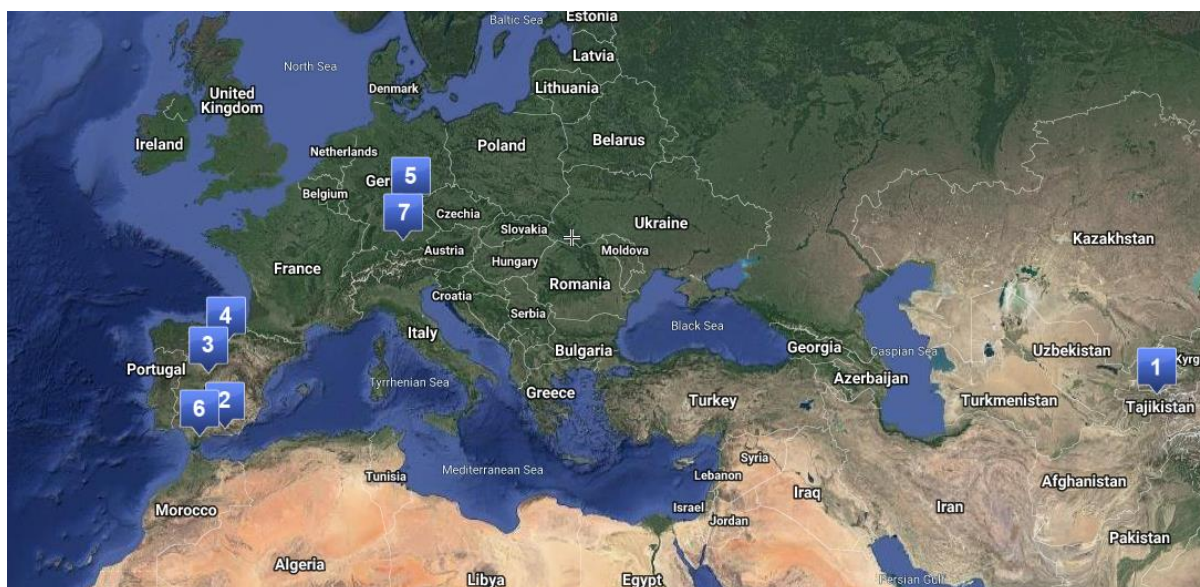 Estonia
Baltic Sea
Latvia
North Sea
Denmark
Lithuania
United
Kingdom
Belarus
Ireland
Poland
Netherlands
5
Ger
Belgium
7
Czechia
Ukraine
Slovakia
Kazakhstan
Austria
Moldova
Hungary
France
Romania
Croatia
4
Serbia
Italy
Black Sea
3
Georgia
Caspian Sea
Uzbekistan
Bulgaria
Kyrg
1
Portugal
Azerbaijan
Tyrrhenian Sea
Greece
Turkey
Turkmenistan
Tajikistan
6
2
Syria
Mediterranean Sea
Tunisia
Lebanon
Afghanistan
Iraq
Iran
Israel
Morocco
Jordan
Pakistan
Algeria
Libya
Egypt
Persian Gulf